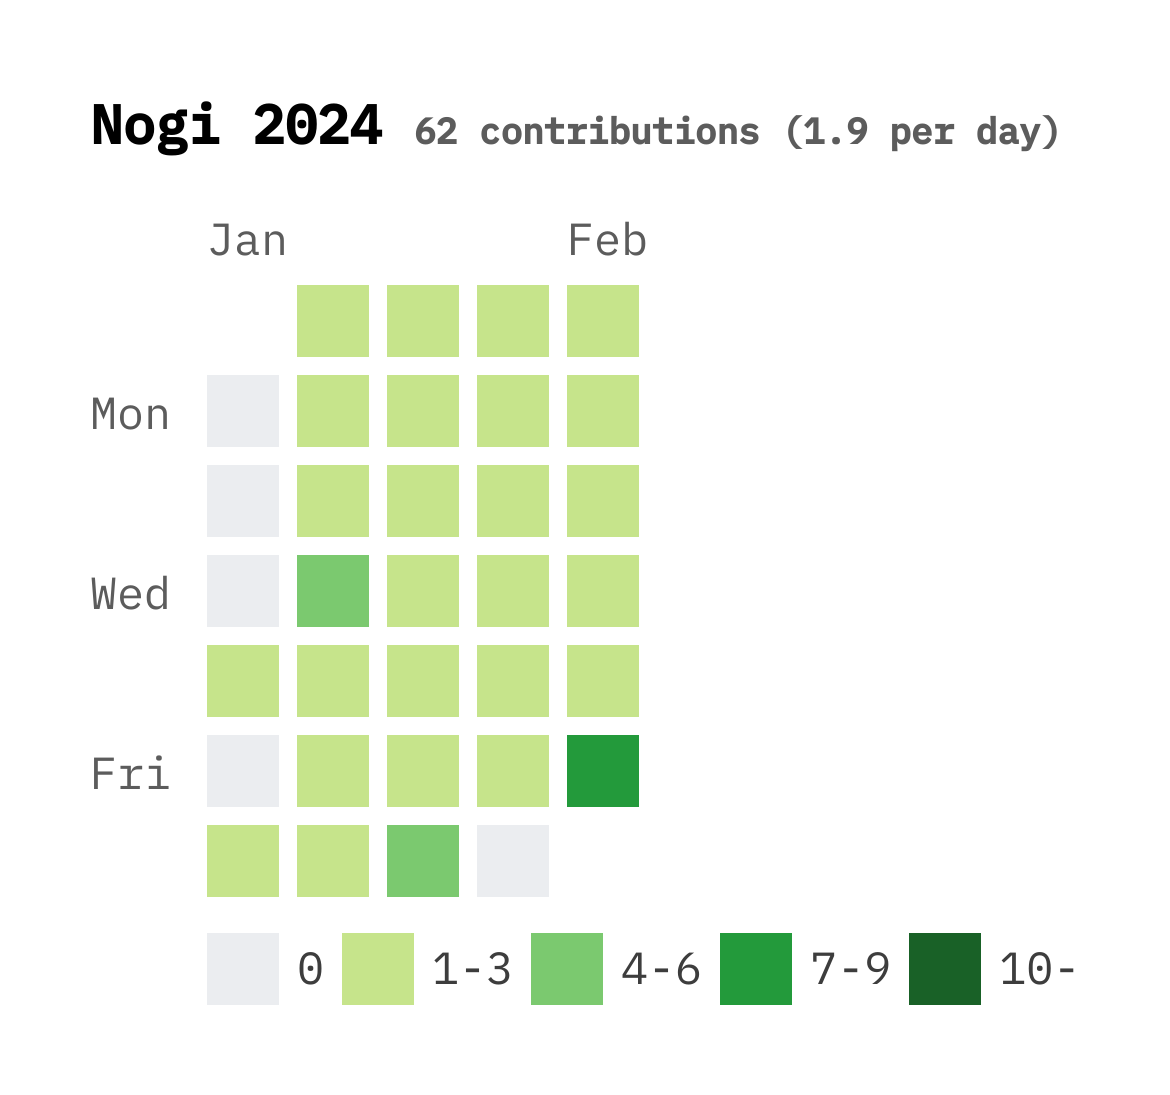 Nogi 2024 62 contributions (1.9 per day)
Jan Feb
Mon
Wed
Fri
0 1-3 4-6 7-9 10-